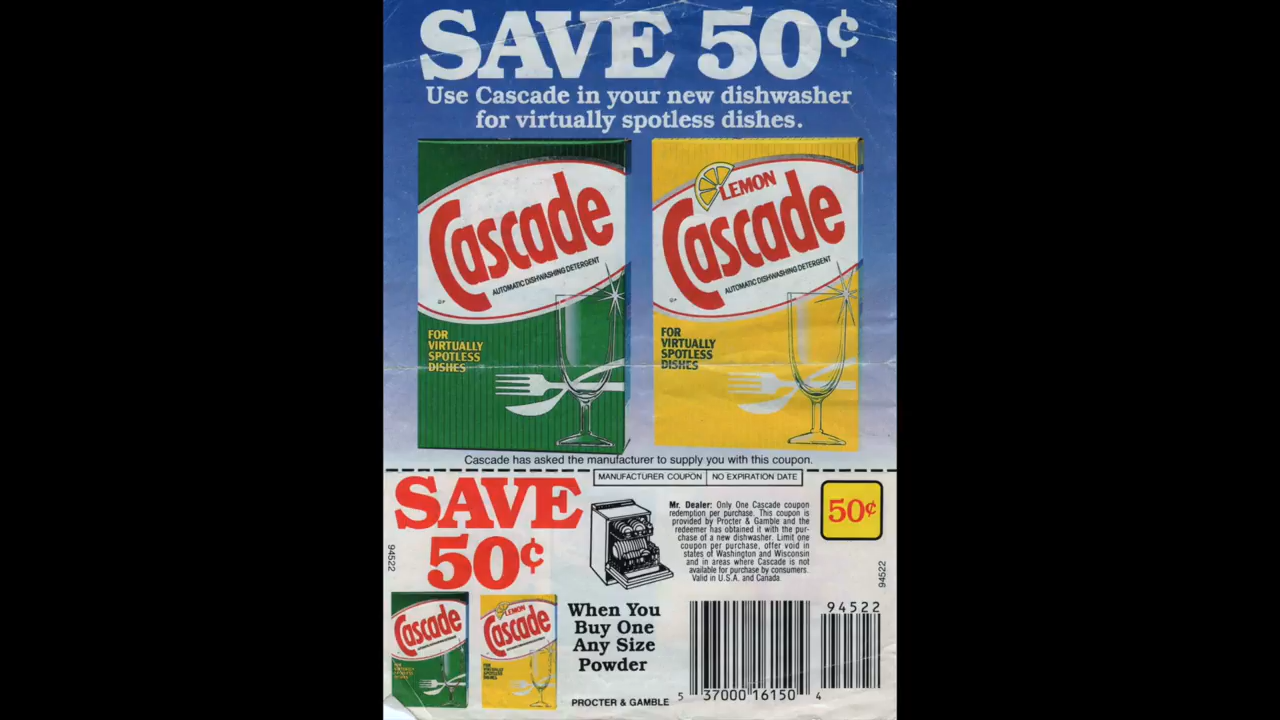 SAVE 50¢
Use Cascade in your new dishwasher
for virtually spotless dishes.
Cascade
AUTOMATIC DISHWASHING DETERGENT
FOR
VIRTUALLY
SPOTLESS
DISHES
LEMON
Cascade
AUTOMATIC DISHWASHING DETERGENT
FOR
VIRTUALLY
SPOTLESS
DISHES
Cascade has asked the manufacturer to supply you with this coupon.
MANUFACTURER COUPON
NO EXPIRATION DATE
SAVE
50¢
94522
Mr. Dealer: Only One Cascade coupon
redemption per purchase. This coupon is
provided by Procter & Gamble and the
redeemer has obtained it with the pur-
chase of a new dishwasher. Limit one
coupon per purchase, offer void in
states of Washington and Wisconsin
and in areas where Cascade is not
available for purchase by consumers.
Valid in U.S.A. and Canada.
50¢
94522
Cascade
LEMON
Cascade
When You
Buy One
Any Size
Powder
PROCTER & GAMBLE
94522
5 37000 16150 4